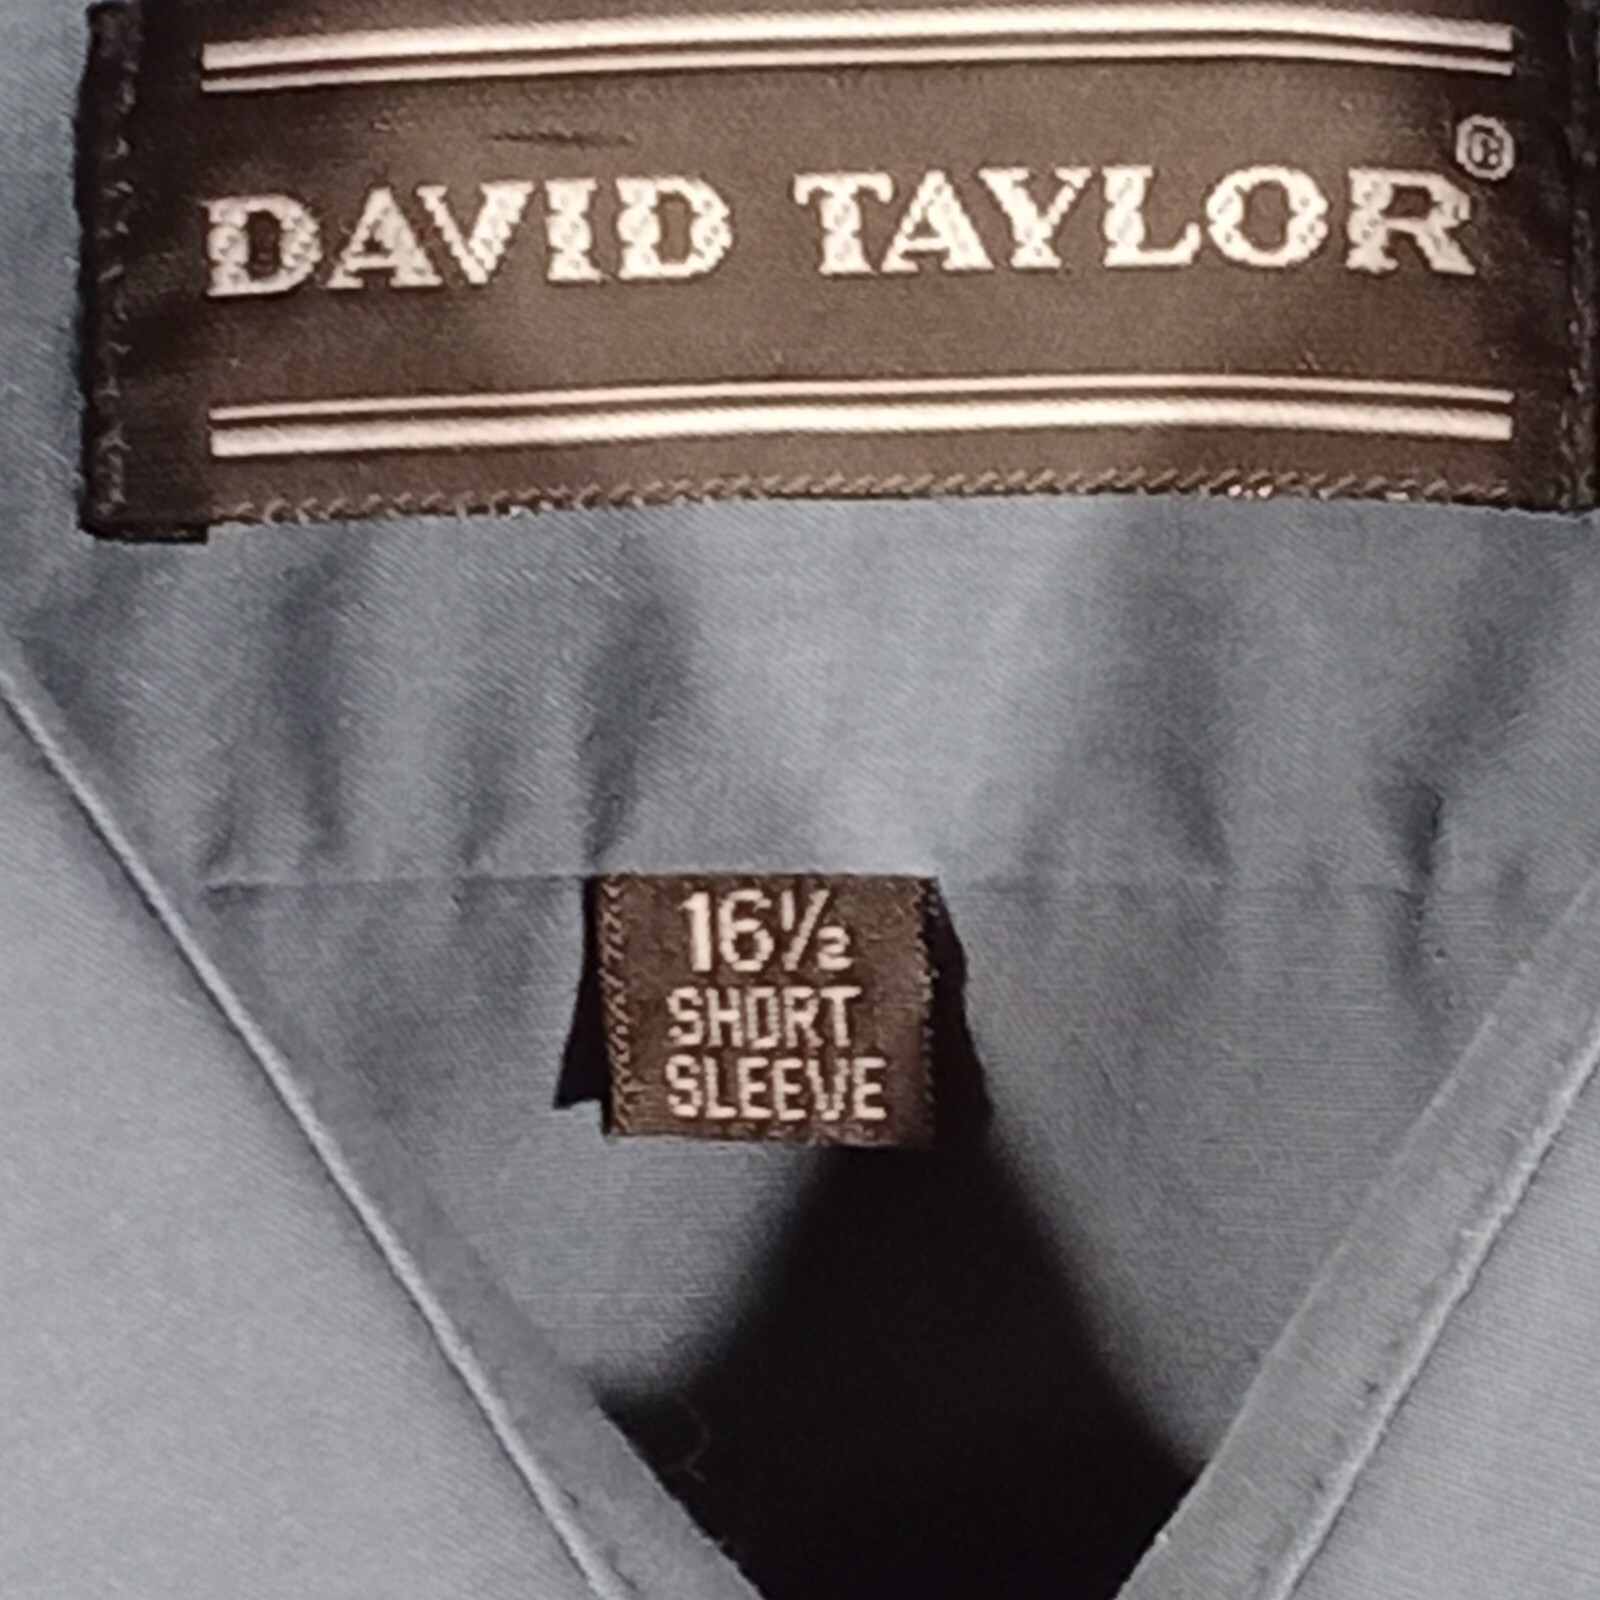 DAVID TAYLOR®
16½
SHORT
SLEEVE